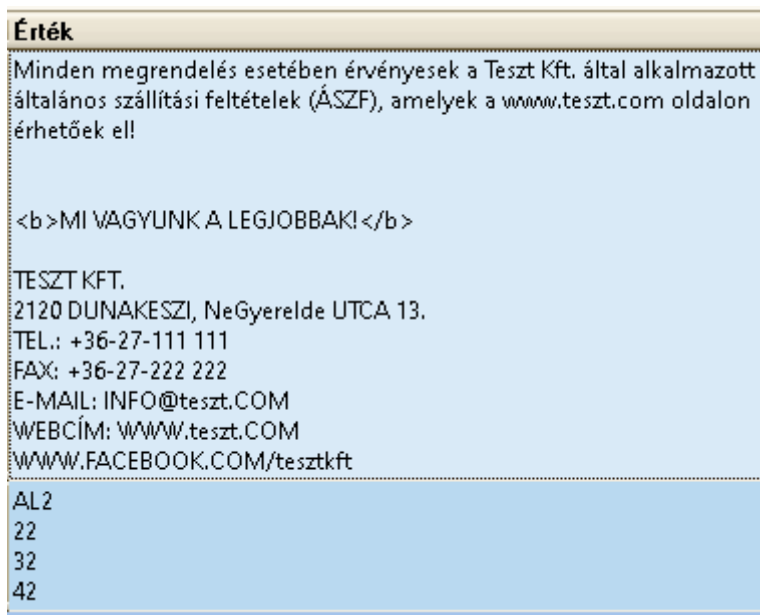 Érték
Minden megrendelés esetében érvényesek a Teszt Kft. által alkalmazott
általános szállítási feltételek (ÁSZF), amelyek a www.teszt.com oldalon
érhetőek el!
<b>MI VAGYUNK A LEGJOBBAK!</b>
TESZT KFT.
2120 DUNAKESZI, NeGyerelde UTCA 13.
TEL.: +36-27-111 111
FAX: +36-27-222 222
E-MAIL: INFO@teszt.COM
WEBCÍM: WWW.teszt.COM
WWW.FACEBOOK.COM/tesztkft
AL2
22
32
42